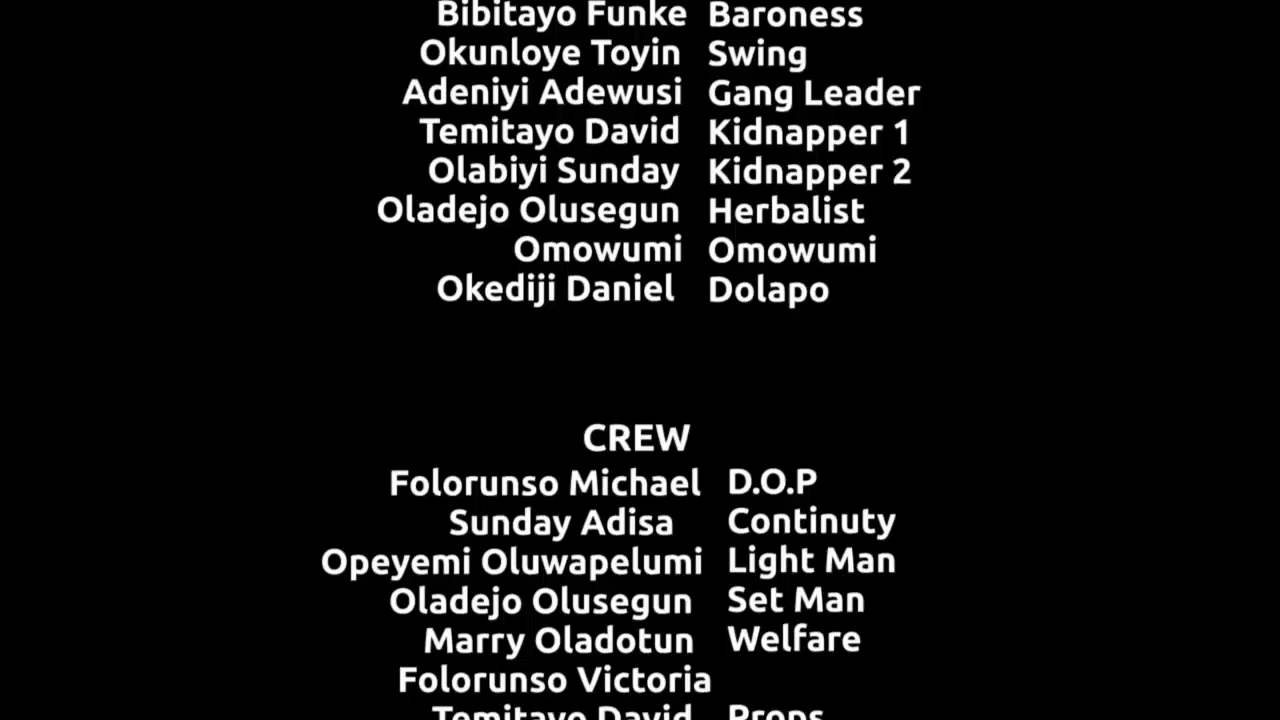 Bibitayo Funke Baroness
Okunloye Toyin Swing
Adeniyi Adewusi Gang Leader
Temitayo David Kidnapper 1
Olabiyi Sunday Kidnapper 2
Oladejo Olusegun Herbalist
Omowumi Omowumi
Okediji Daniel Dolapo
CREW
Folorunso Michael D.O.P
Sunday Adisa Continuty
Opeyemi Oluwapelumi Light Man
Oladejo Olusegun Set Man
Marry Oladotun Welfare
Folorunso Victoria
Temitayo David Props